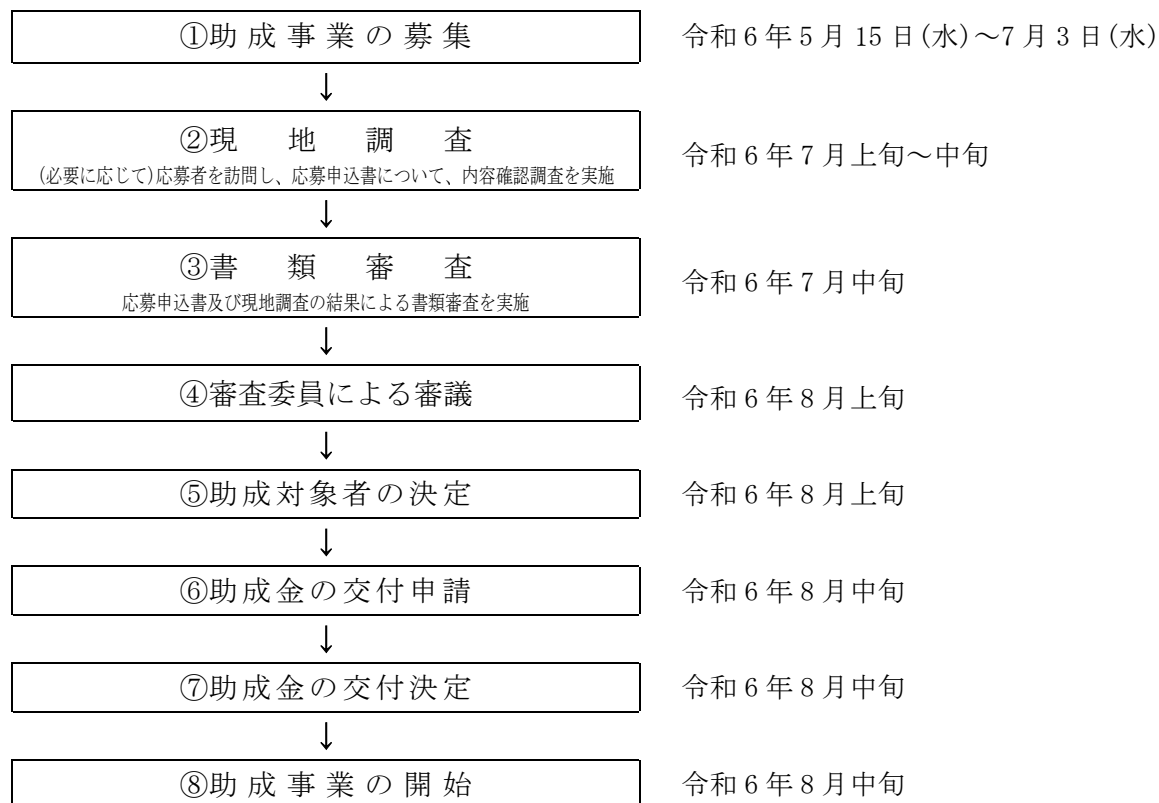 ①助成事業の募集 令和6年5月15日(水)～7月3日(水)
↓
②現地調査 令和6年7月上旬～中旬
(必要に応じて)応募者を訪問し、応募申込書について、内容確認調査を実施
↓
③書類審査 令和6年7月中旬
応募申込書及び現地調査の結果による書類審査を実施
↓
④審査委員による審議 令和6年8月上旬
↓
⑤助成対象者の決定 令和6年8月上旬
↓
⑥助成金の交付申請 令和6年8月中旬
↓
⑦助成金の交付決定 令和6年8月中旬
↓
⑧助成事業の開始 令和6年8月中旬